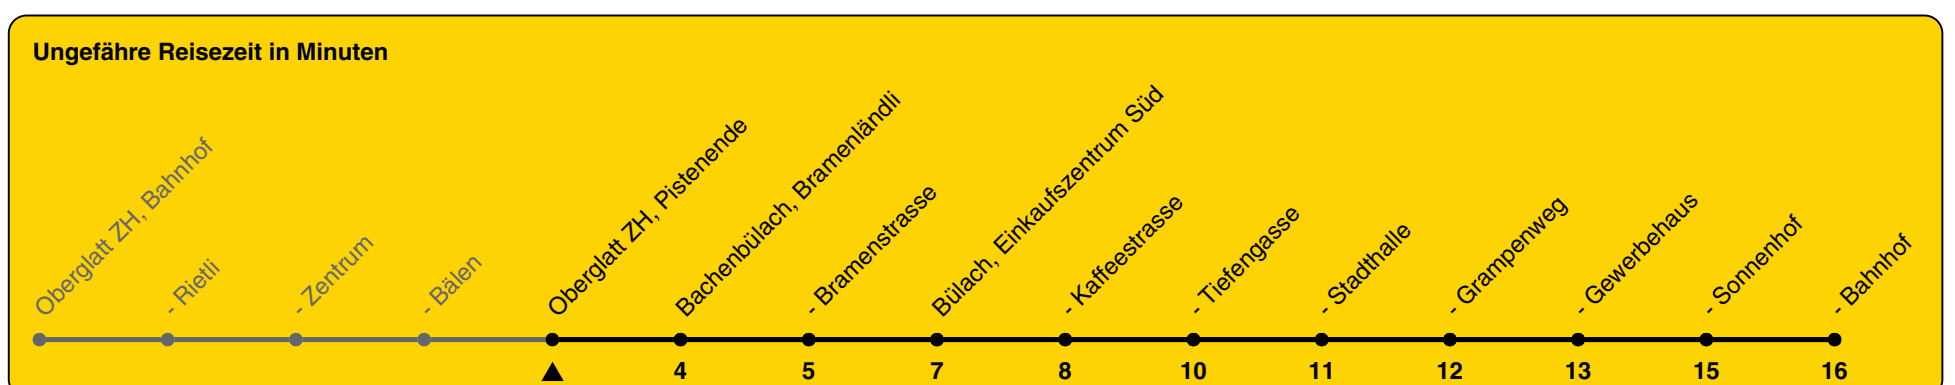 Ungefähre Reisezeit in Minuten
Oberglatt ZH, Bahnhof
- Rietli
- Zentrum
- Bälen
Oberglatt ZH, Pistenende
Bachenbülach, Bramenländli
- Bramenstrasse
Bülach, Einkaufszentrum Süd
- Kaffeestrasse
- Tiefengasse
- Stadthalle
- Grampenweg
- Gewerbehaus
- Sonnenhof
- Bahnhof
4 5 7 8 10 11 12 13 15 16